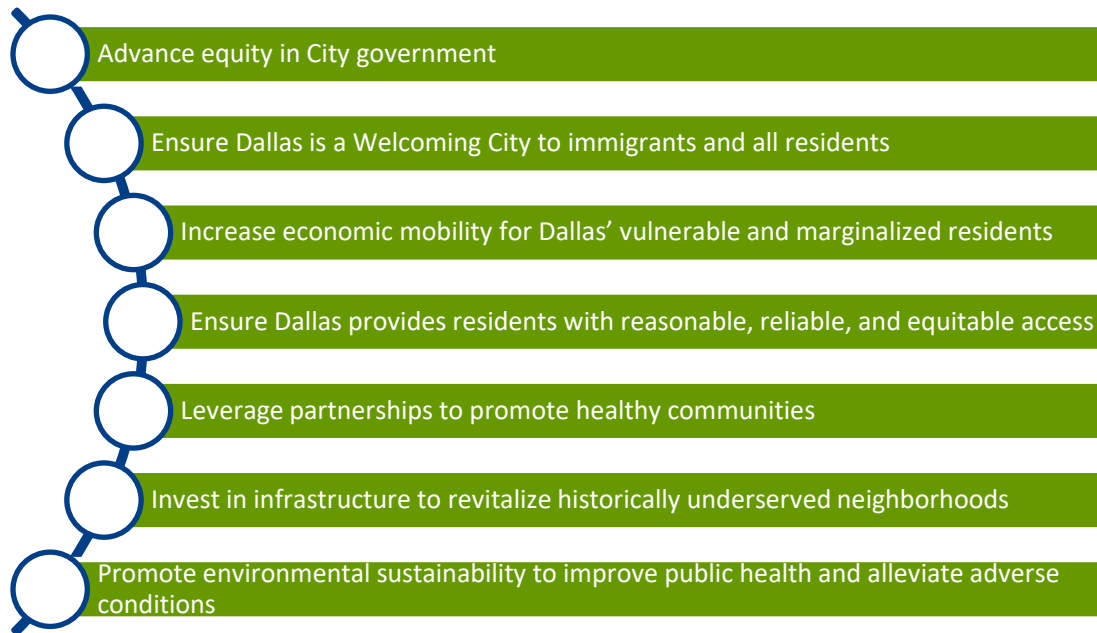 Advance equity in City government
Ensure Dallas is a Welcoming City to immigrants and all residents
Increase economic mobility for Dallas’ vulnerable and marginalized residents
Ensure Dallas provides residents with reasonable, reliable, and equitable access
Leverage partnerships to promote healthy communities
Invest in infrastructure to revitalize historically underserved neighborhoods
Promote environmental sustainability to improve public health and alleviate adverse
conditions